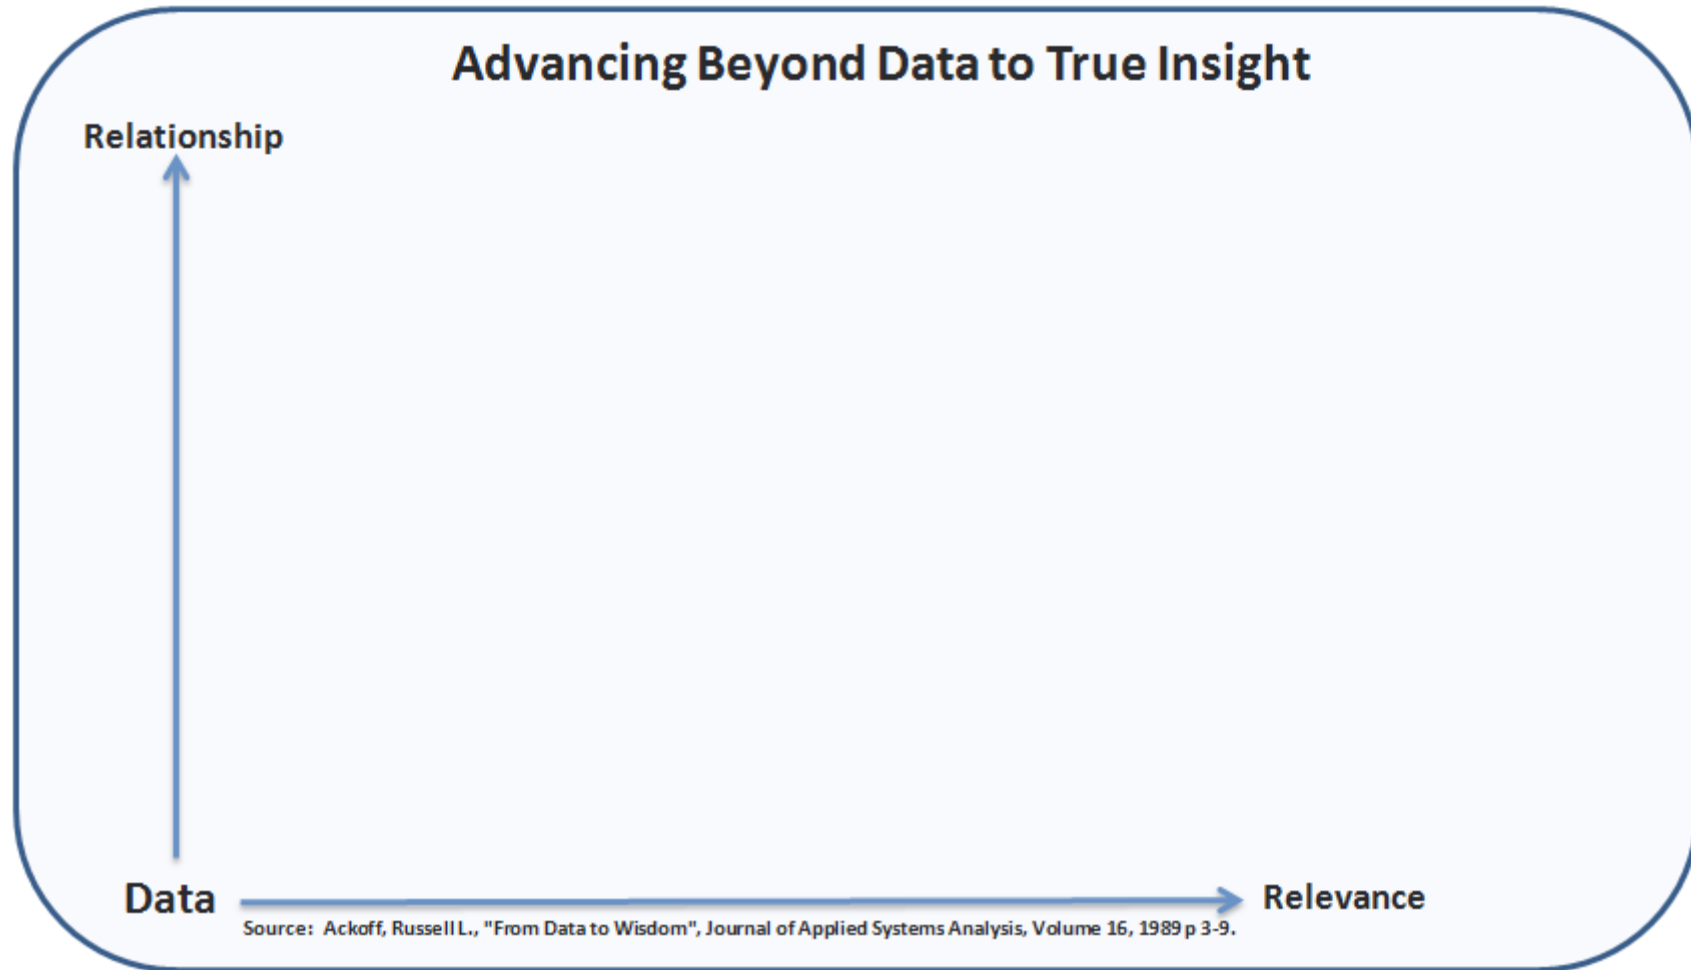 Advancing Beyond Data to True Insight
Relationship
Data
Relevance
Source: Ackoff, Russell L., "From Data to Wisdom", Journal of Applied Systems Analysis, Volume 16, 1989 p 3-9.